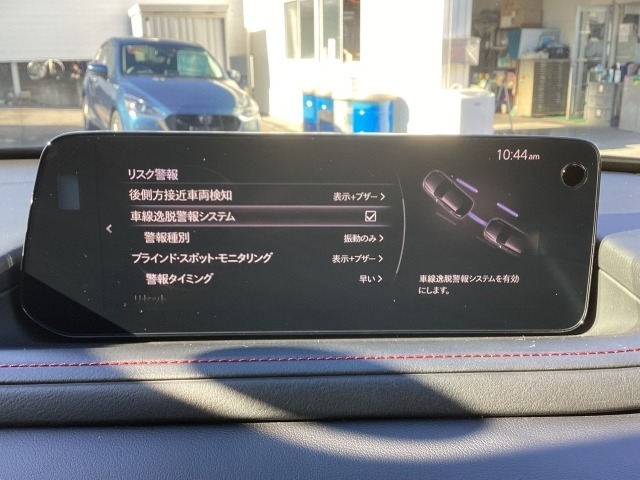 10:44am
リスク警報
後側方接近車両検知 表示+ブザー
車線逸脱警報システム
警報種別 振動のみ
ブラインド・スポット・モニタリング 表示+ブザー
警報タイミング 早い
リセット
車線逸脱警報システムを有効
にします。